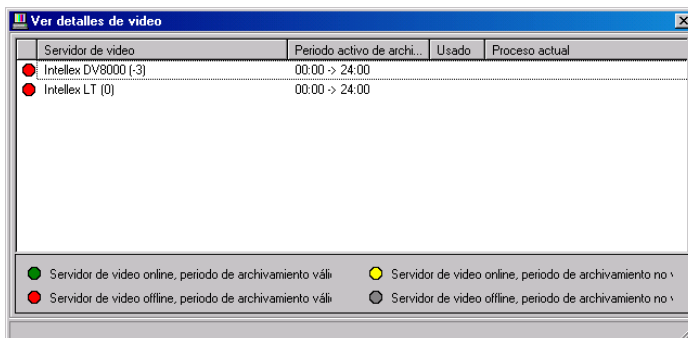 Ver detalles de video
Servidor de video Periodo activo de archi... Usado Proceso actual
Intellex DV8000 (-3) 00:00 -> 24:00
Intellex LT (0) 00:00 -> 24:00
Servidor de video online, periodo de archivamiento váli Servidor de video online, periodo de archivamiento no v
Servidor de video offline, periodo de archivamiento váli Servidor de video offline, periodo de archivamiento no v